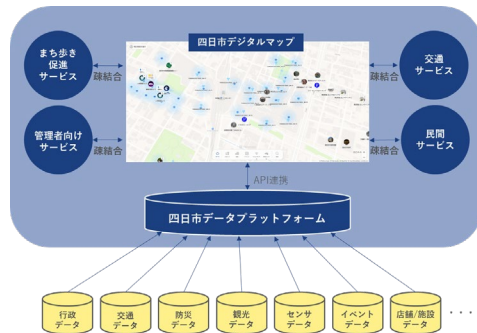 四日市デジタルマップ
まち歩き
促進
サービス
疎結合
交通
サービス
疎結合
管理者向け
サービス
疎結合
民間
サービス
疎結合
API連携
四日市データプラットフォーム
行政
データ
交通
データ
防災
データ
観光
データ
センサ
データ
イベント
データ
店舗/施設
データ
・・・